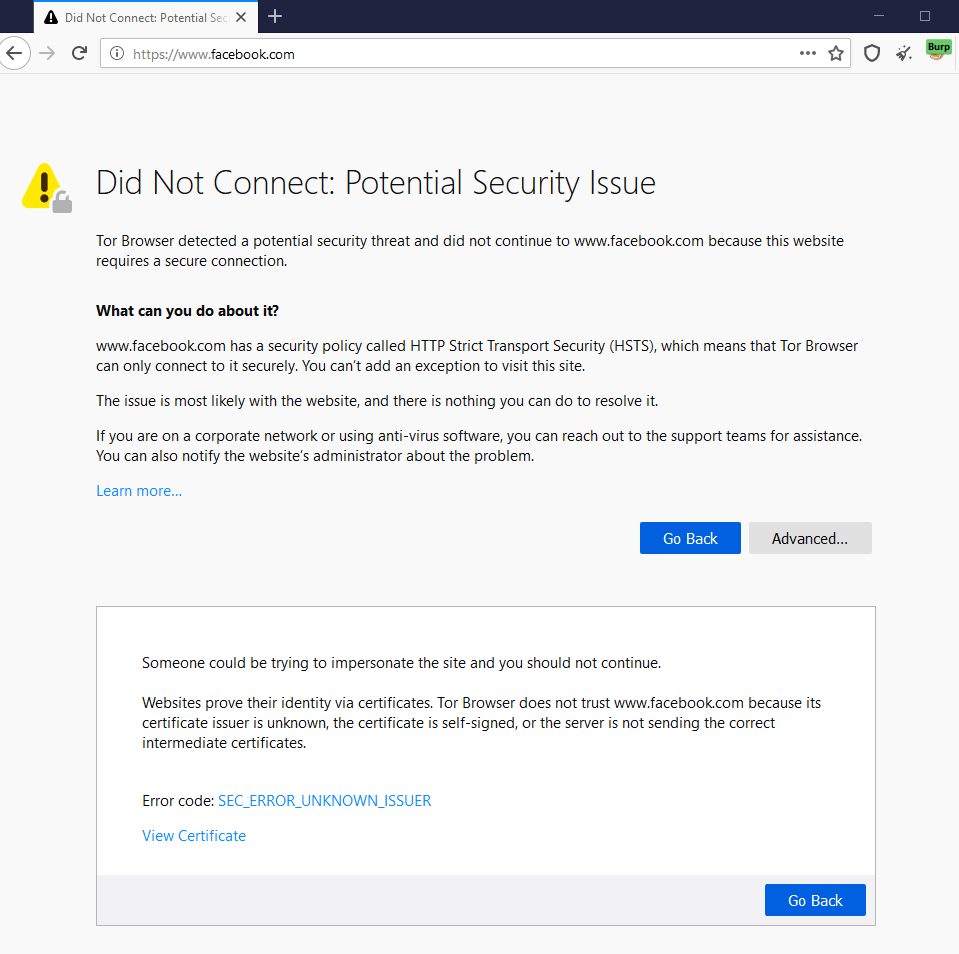 Did Not Connect: Potential Sec
https://www.facebook.com
Burp
Did Not Connect: Potential Security Issue
Tor Browser detected a potential security threat and did not continue to www.facebook.com because this website
requires a secure connection.
What can you do about it?
www.facebook.com has a security policy called HTTP Strict Transport Security (HSTS), which means that Tor Browser
can only connect to it securely. You can’t add an exception to visit this site.
The issue is most likely with the website, and there is nothing you can do to resolve it.
If you are on a corporate network or using anti-virus software, you can reach out to the support teams for assistance.
You can also notify the website’s administrator about the problem.
Learn more…
Go Back Advanced...
Someone could be trying to impersonate the site and you should not continue.
Websites prove their identity via certificates. Tor Browser does not trust www.facebook.com because its
certificate issuer is unknown, the certificate is self-signed, or the server is not sending the correct
intermediate certificates.
Error code: SEC_ERROR_UNKNOWN_ISSUER
View Certificate
Go Back